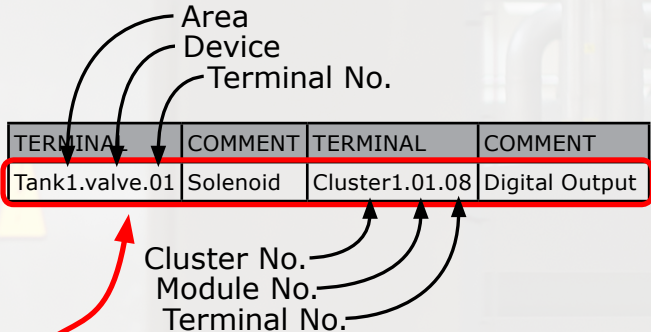 Area
Device
Terminal No.
TERMINAL COMMENT TERMINAL COMMENT
Tank1.valve.01 Solenoid Cluster1.01.08 Digital Output
Cluster No.
Module No.
Terminal No.